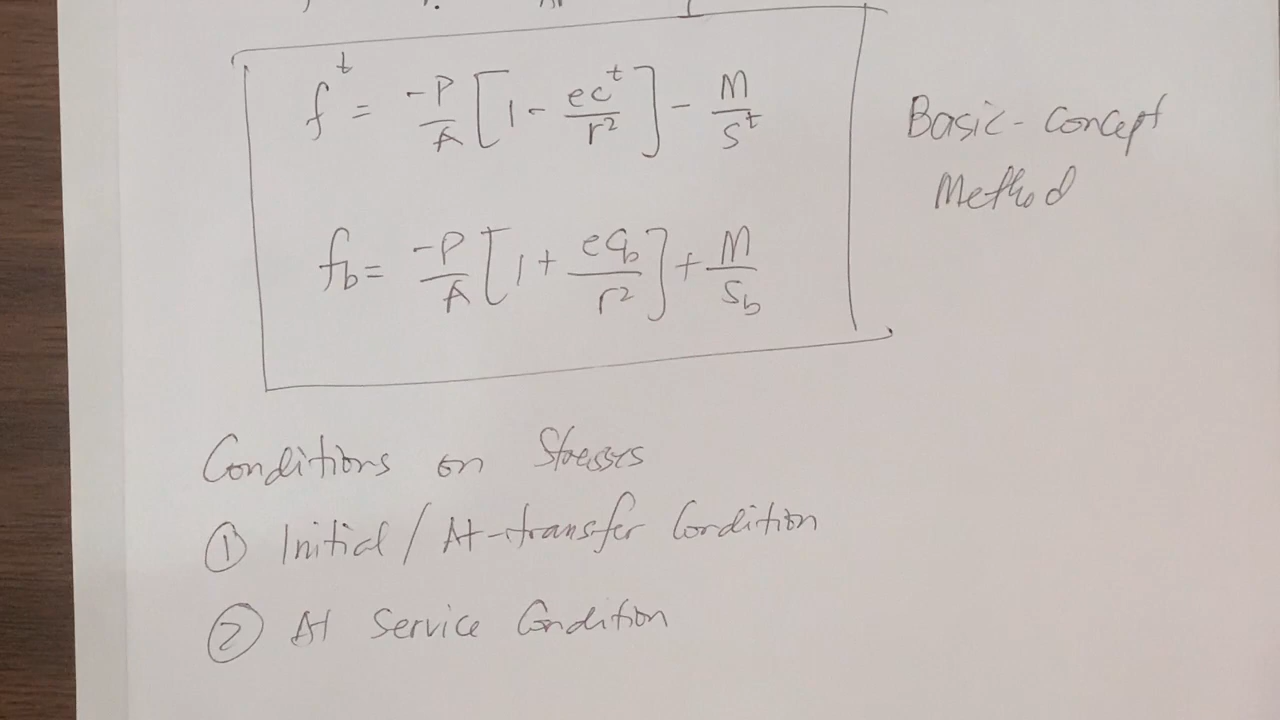 f^t = -P/A [1 - ec^t/r²] - M/S^t
Basic-Concept
Method
f_b = -P/A [1 + ec_b/r²] + M/S_b
Conditions on Stresses
① Initial / At-transfer Condition
② At Service Condition